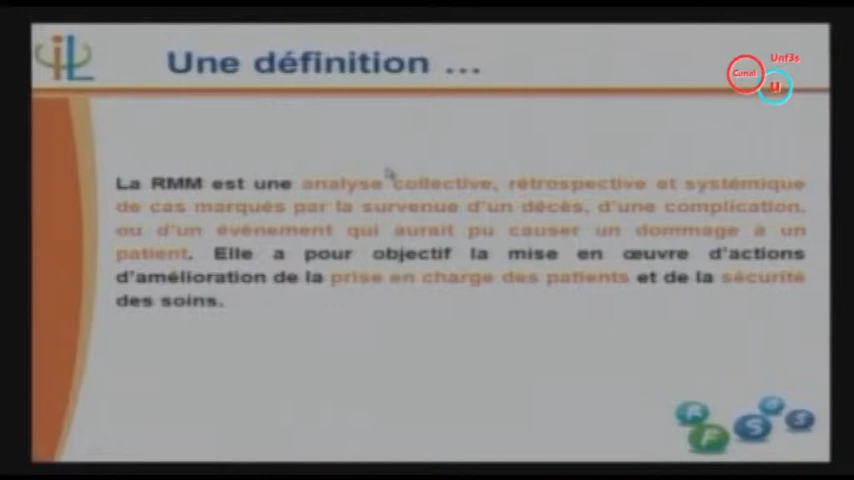 Une définition ...
Unf3s
Canal
u
La RMM est une analyse collective, rétrospective et systémique
de cas marqués par la survenue d'un décès, d'une complication,
ou d'un événement qui aurait pu causer un dommage à un
patient. Elle a pour objectif la mise en œuvre d'actions
d'amélioration de la prise en charge des patients et de la sécurité
des soins.